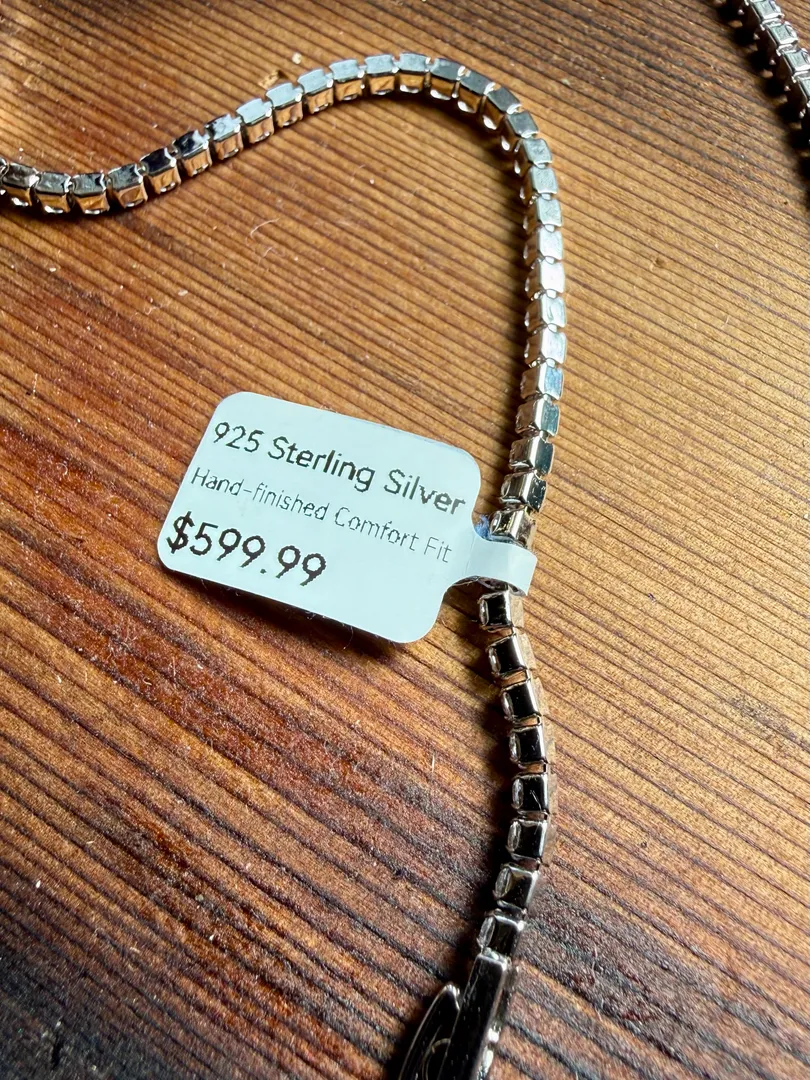 925 Sterling Silver
Hand-finished Comfort Fit
$599.99